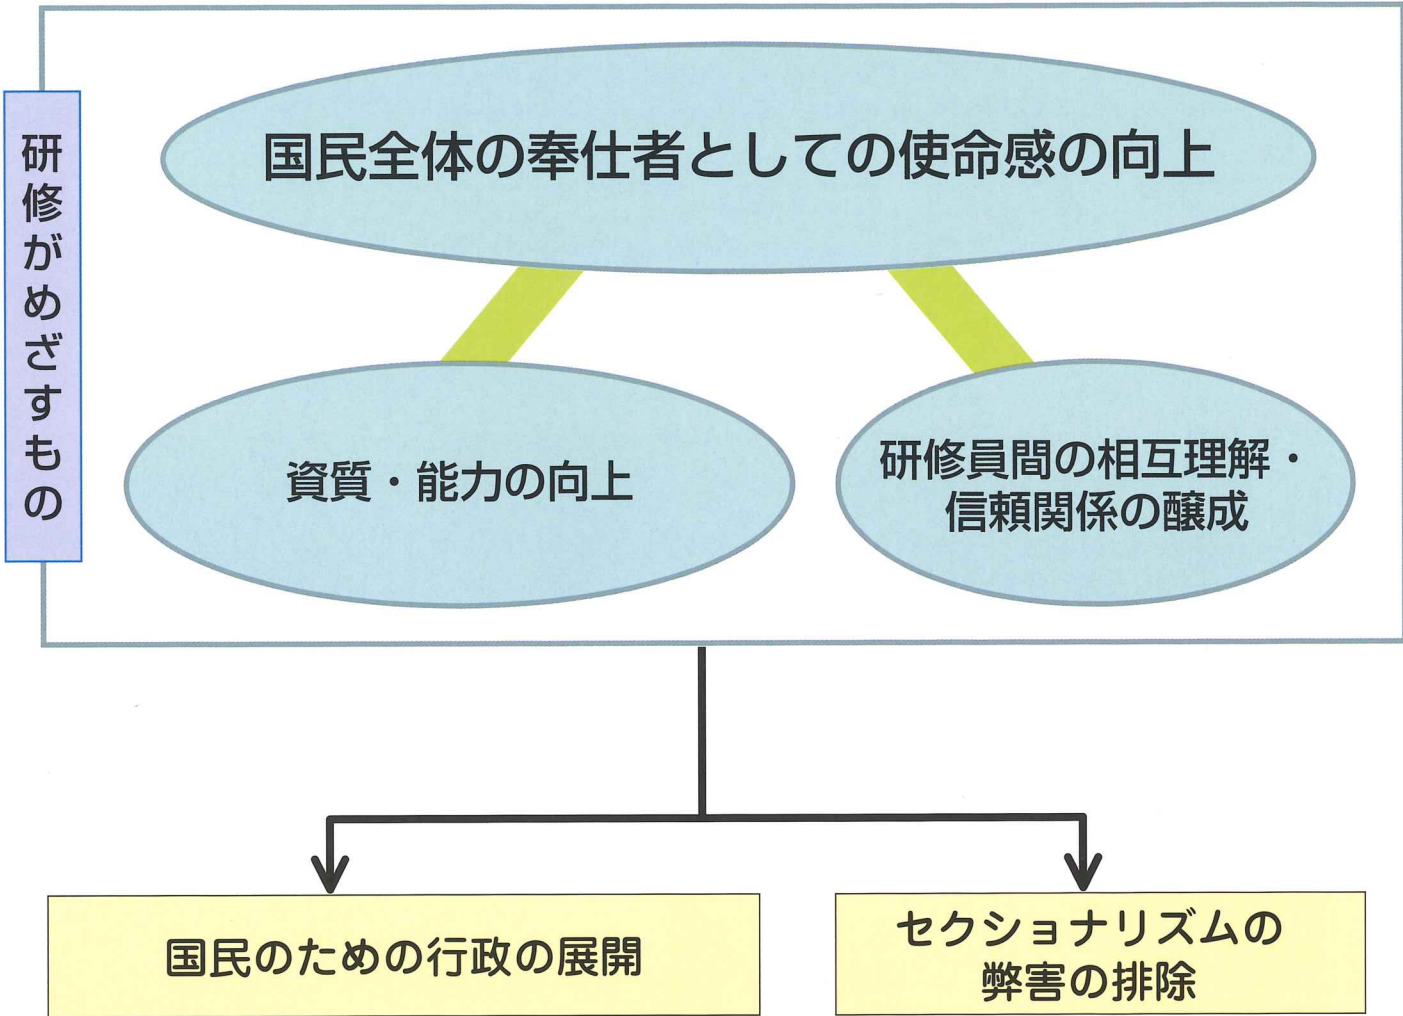 研修がめざすもの
国民全体の奉仕者としての使命感の向上
資質・能力の向上
研修員間の相互理解・
信頼関係の醸成
国民のための行政の展開
セクショナリズムの
弊害の排除